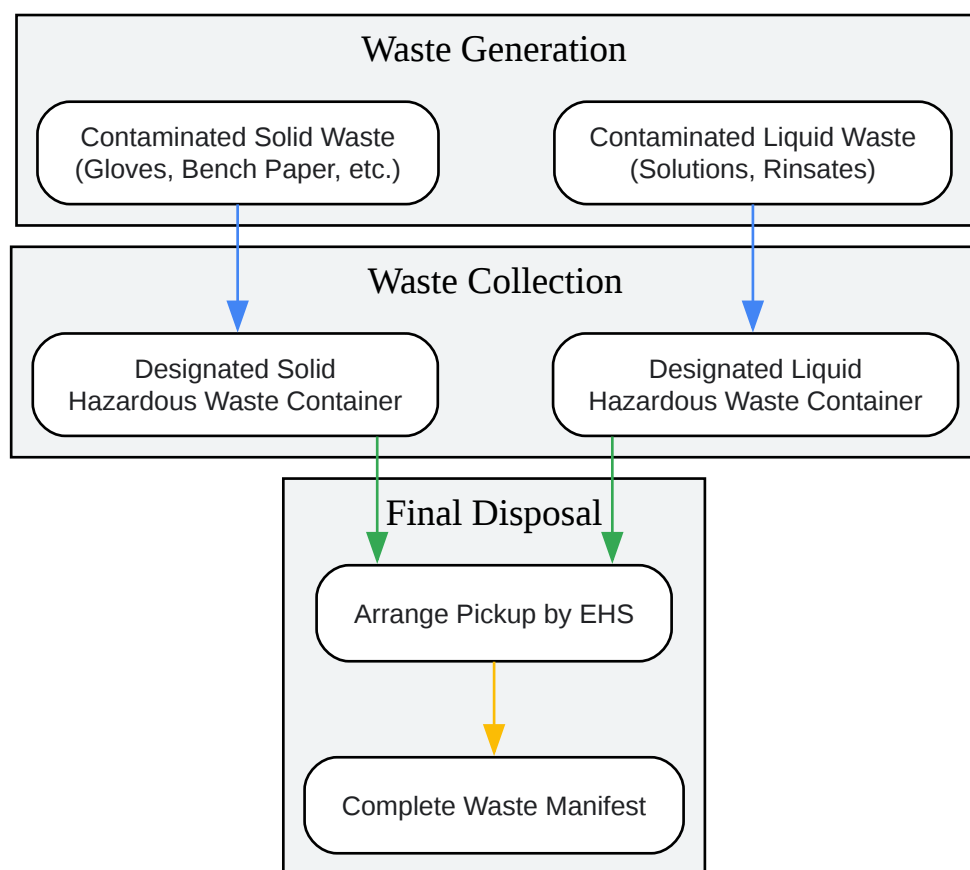 Waste Generation
Contaminated Solid Waste
(Gloves, Bench Paper, etc.)
Contaminated Liquid Waste
(Solutions, Rinsates)
Waste Collection
Designated Solid
Hazardous Waste Container
Designated Liquid
Hazardous Waste Container
Final Disposal
Arrange Pickup by EHS
Complete Waste Manifest